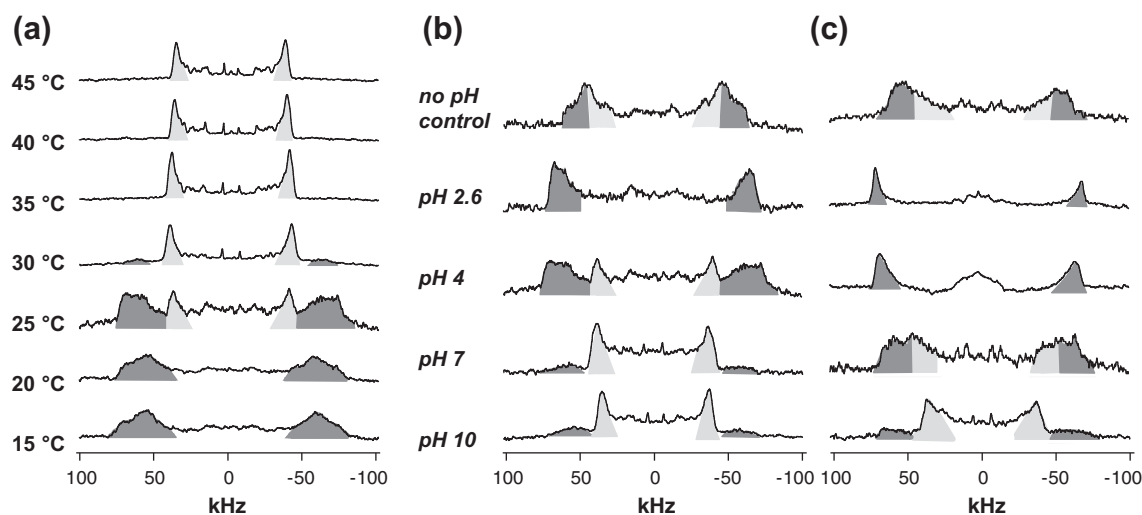 (a)
45 °C
40 °C
35 °C
30 °C
25 °C
20 °C
15 °C
100 50 0 -50 -100
kHz
(b)
no pH
control
pH 2.6
pH 4
pH 7
pH 10
100 50 0 -50 -100
kHz
(c)
100 50 0 -50 -100
kHz